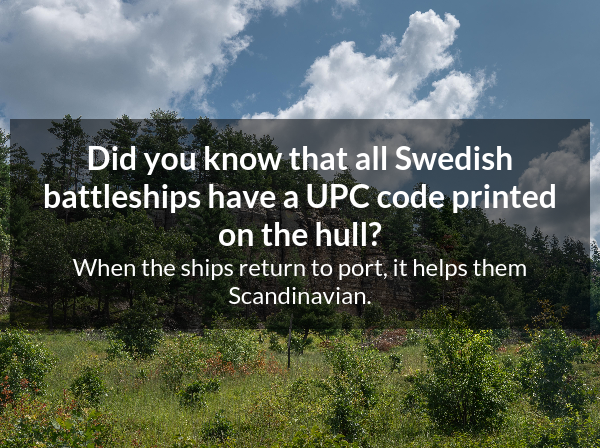 Did you know that all Swedish
battleships have a UPC code printed
on the hull?
When the ships return to port, it helps them
Scandinavian.